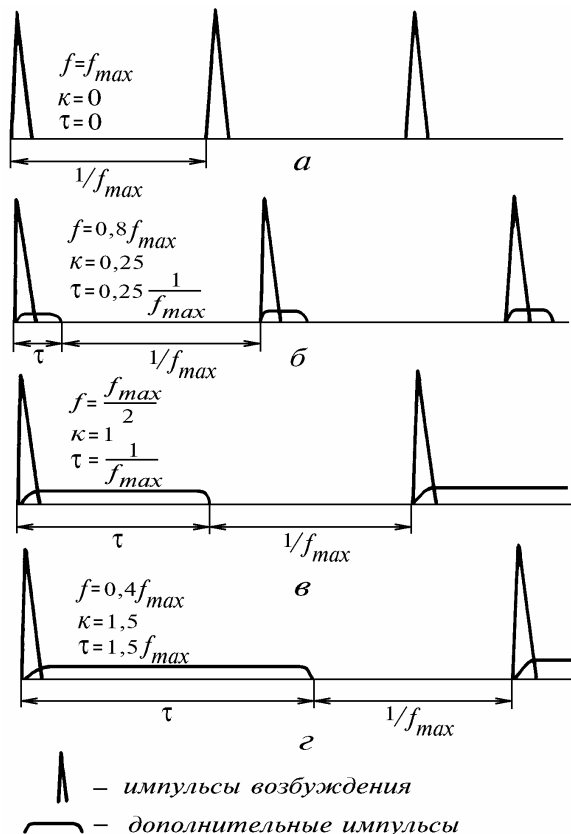 f=f_max
к=0
τ=0
1/f_max
а
f=0,8f_max
к=0,25
τ=0,25 1/f_max
τ
1/f_max
б
f=f_max/2
к=1
τ=1/f_max
τ
1/f_max
в
f=0,4f_max
к=1,5
τ=1,5f_max
τ
1/f_max
г
– импульсы возбуждения
– дополнительные импульсы